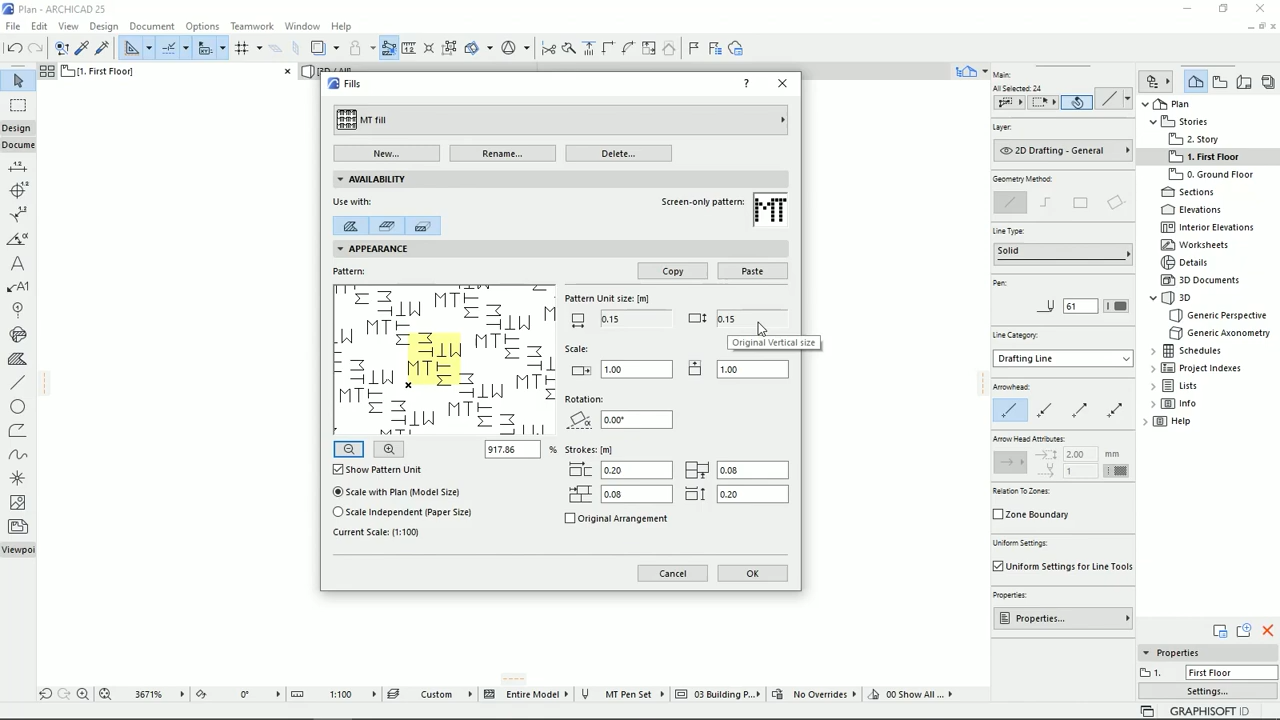 Plan - ARCHICAD 25
File Edit View Design Document Options Teamwork Window Help
[1. First Floor]
Design
Docume
Viewpoi
Fills
?
MT fill
New...
Rename...
Delete...
AVAILABILITY
Use with:
Screen-only pattern:
MT
APPEARANCE
Pattern:
Copy
Paste
Pattern Unit size: [m]
0.15
0.15
Original Vertical size
Scale:
1.00
1.00
Rotation:
0.00°
917.86
%
Strokes: [m]
0.20
0.08
0.08
0.20
Show Pattern Unit
Scale with Plan (Model Size)
Scale Independent (Paper Size)
Original Arrangement
Current Scale: (1:100)
Cancel
OK
Main:
All Selected: 24
Layer:
2D Drafting - General
Geometry Method:
Line Type:
Solid
Pen:
61
Line Category:
Drafting Line
Arrowhead:
Arrow Head Attributes:
2.00 mm
1
Relation To Zones:
Zone Boundary
Uniform Settings:
Uniform Settings for Line Tools
Properties:
Properties...
Plan
Stories
2. Story
1. First Floor
0. Ground Floor
Sections
Elevations
Interior Elevations
Worksheets
Details
3D Documents
3D
Generic Perspective
Generic Axonometry
Schedules
Project Indexes
Lists
Info
Help
Properties
1.
First Floor
Settings...
3671%
0°
1:100
Custom
Entire Model
MT Pen Set
03 Building P...
No Overrides
00 Show All ...
GRAPHISOFT ID